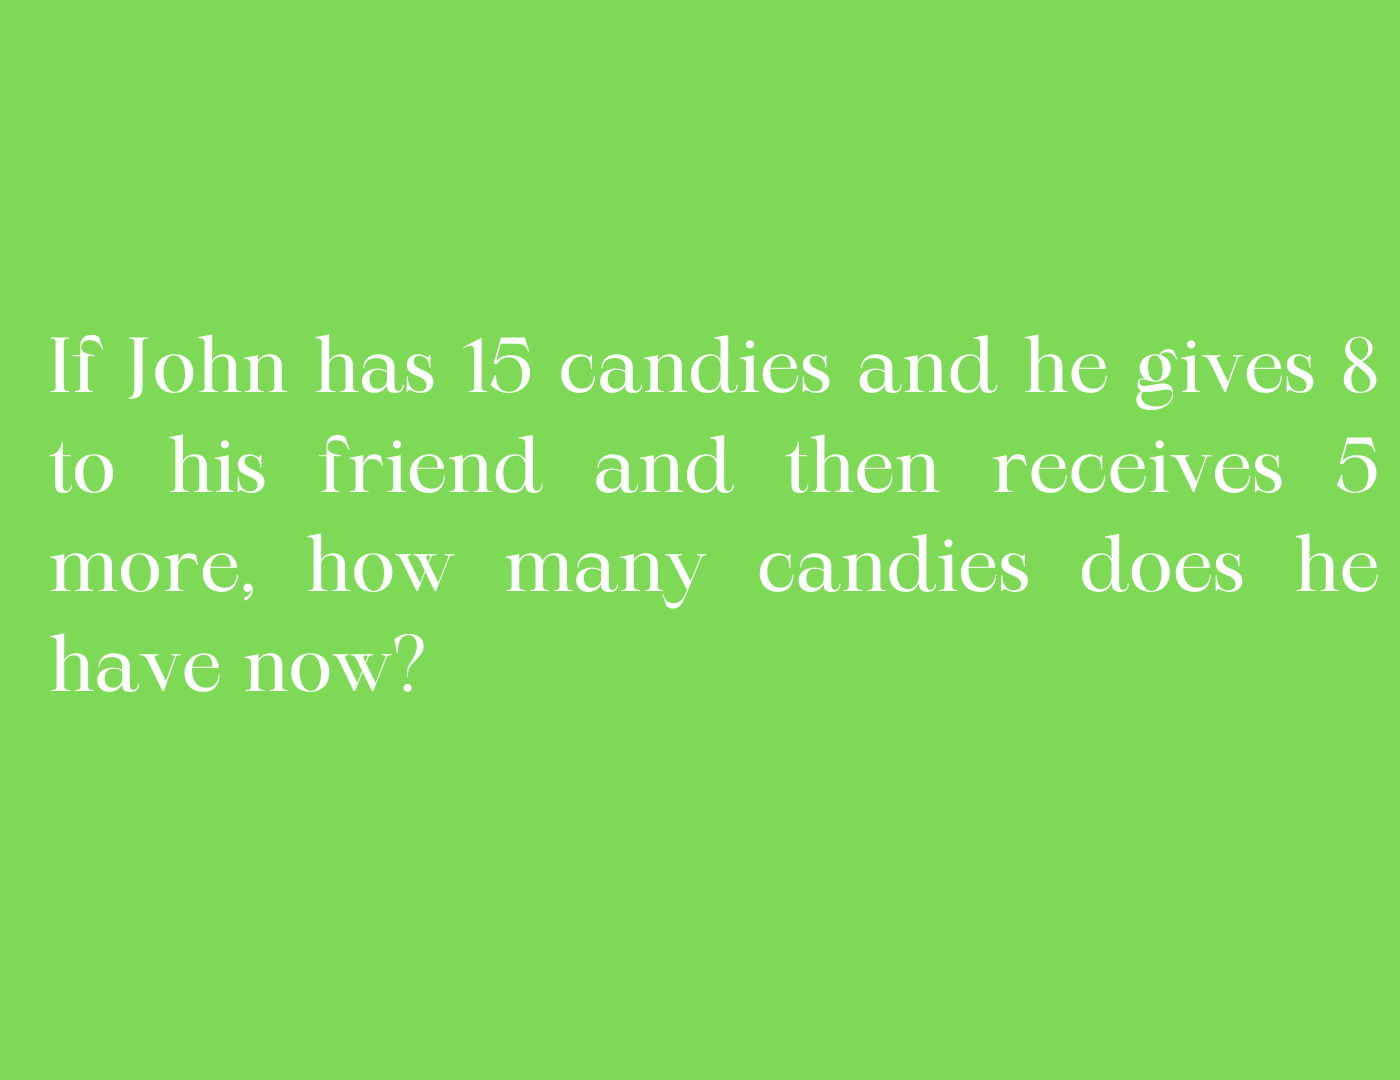 If John has 15 candies and he gives 8
to his friend and then receives 5
more, how many candies does he
have now?